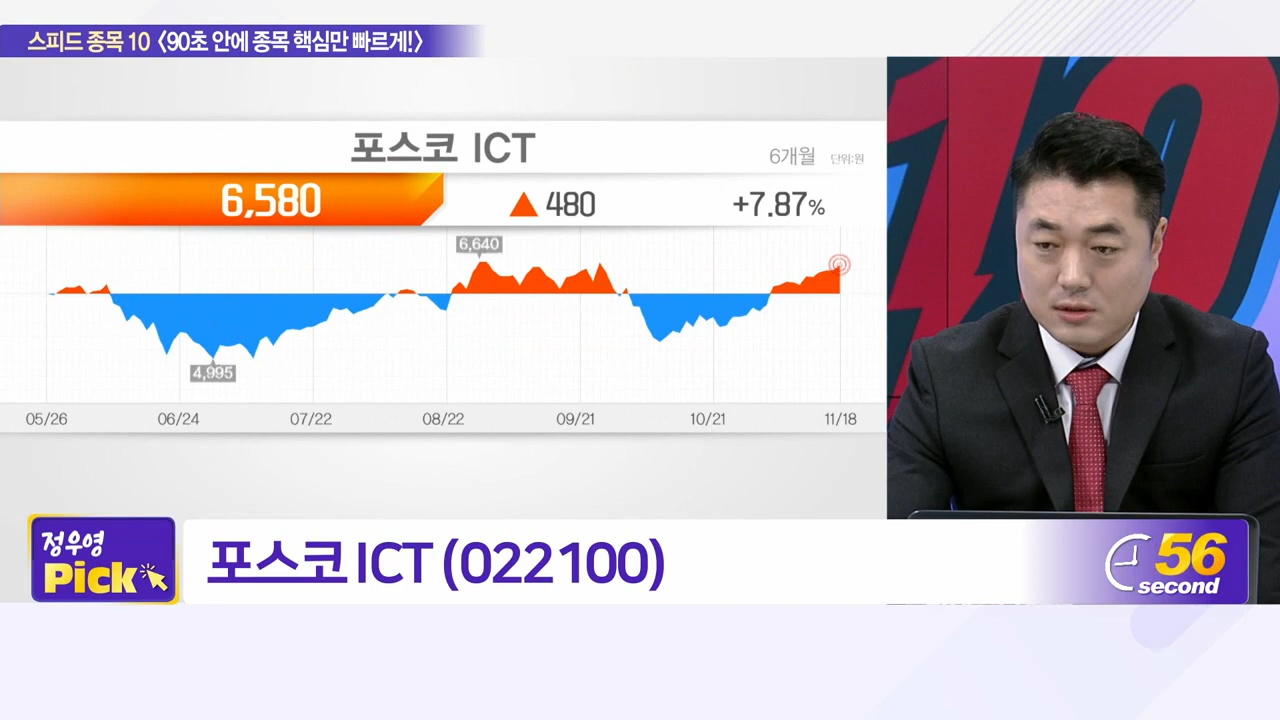 스피드 종목 10 〈90초 안에 종목 핵심만 빠르게!〉
포스코 ICT
6개월 단위:원
6,580 ▲ 480 +7.87%
6,640
4,995
05/26 06/24 07/22 08/22 09/21 10/21 11/18
정우영
Pick
포스코 ICT (022100)
56
second
10